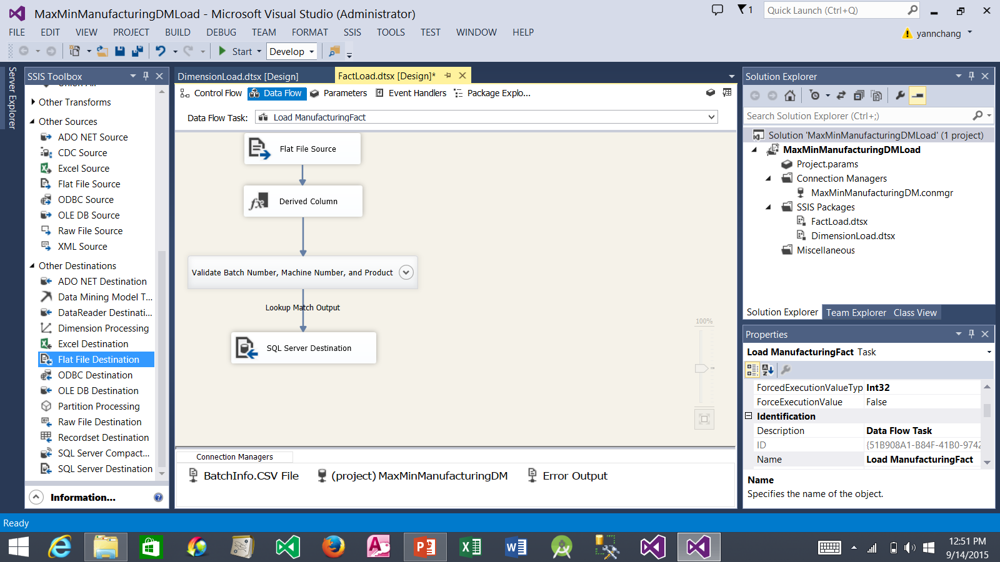 MaxMinManufacturingDMLoad - Microsoft Visual Studio (Administrator)
1
Quick Launch (Ctrl+Q)
FILE EDIT VIEW PROJECT BUILD DEBUG TEAM FORMAT SSIS TOOLS TEST WINDOW HELP
yannchang
Start
Develop
Server Explorer
SSIS Toolbox
Union All
Other Transforms
Other Sources
ADO NET Source
CDC Source
Excel Source
Flat File Source
ODBC Source
OLE DB Source
Raw File Source
XML Source
Other Destinations
ADO NET Destination
Data Mining Model T...
DataReader Destinati...
Dimension Processing
Excel Destination
Flat File Destination
ODBC Destination
OLE DB Destination
Partition Processing
Raw File Destination
Recordset Destination
SQL Server Compact...
SQL Server Destination
Information...
DimensionLoad.dtsx [Design]
FactLoad.dtsx [Design]*
Control Flow
Data Flow
Parameters
Event Handlers
Package Explo...
Data Flow Task:
Load ManufacturingFact
Flat File Source
Derived Column
Validate Batch Number, Machine Number, and Product
Lookup Match Output
SQL Server Destination
100%
Connection Managers
BatchInfo.CSV File
(project) MaxMinManufacturingDM
Error Output
Solution Explorer
Search Solution Explorer (Ctrl+;)
Solution 'MaxMinManufacturingDMLoad' (1 project)
MaxMinManufacturingDMLoad
Project.params
Connection Managers
MaxMinManufacturingDM.conmgr
SSIS Packages
FactLoad.dtsx
DimensionLoad.dtsx
Miscellaneous
Solution Explorer Team Explorer Class View
Properties
Load ManufacturingFact Task
ForcedExecutionValueTyp Int32
ForceExecutionValue False
Identification
Description Data Flow Task
ID {51B908A1-B84F-41B0-9742
Name Load ManufacturingFact
Name
Specifies the name of the object.
Ready
12:51 PM
9/14/2015